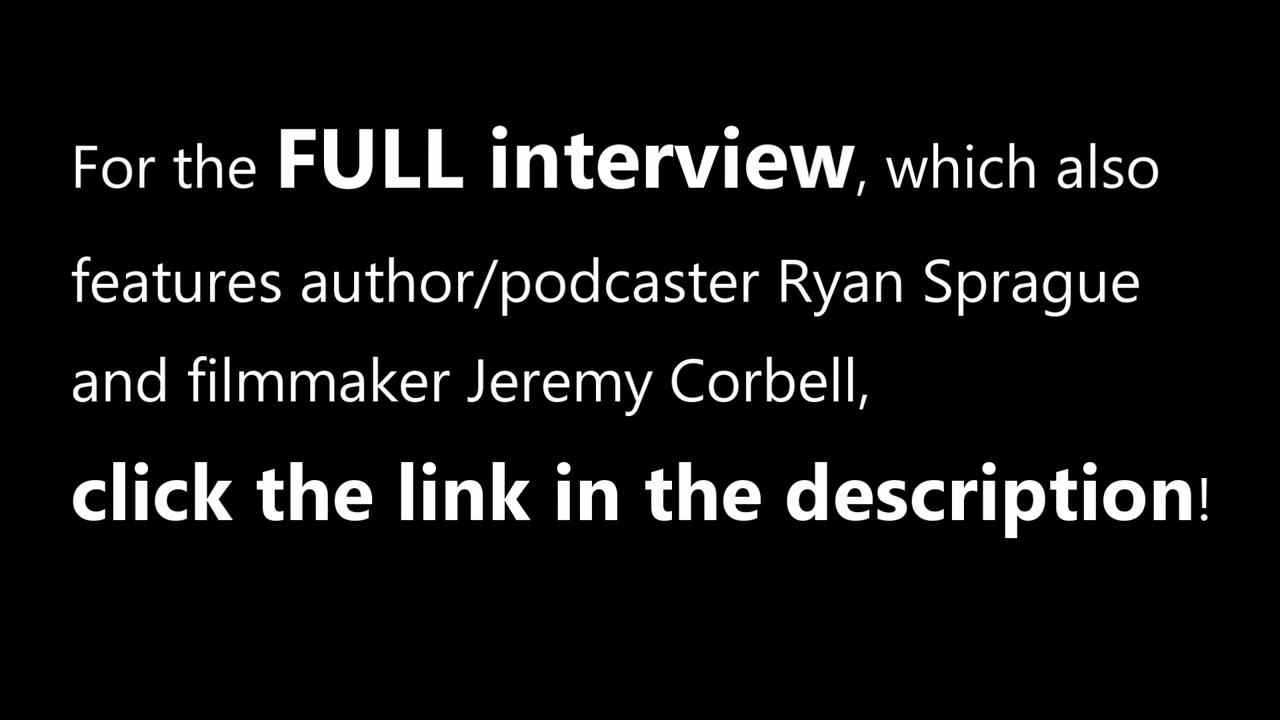 For the FULL interview, which also
features author/podcaster Ryan Sprague
and filmmaker Jeremy Corbell,
click the link in the description!